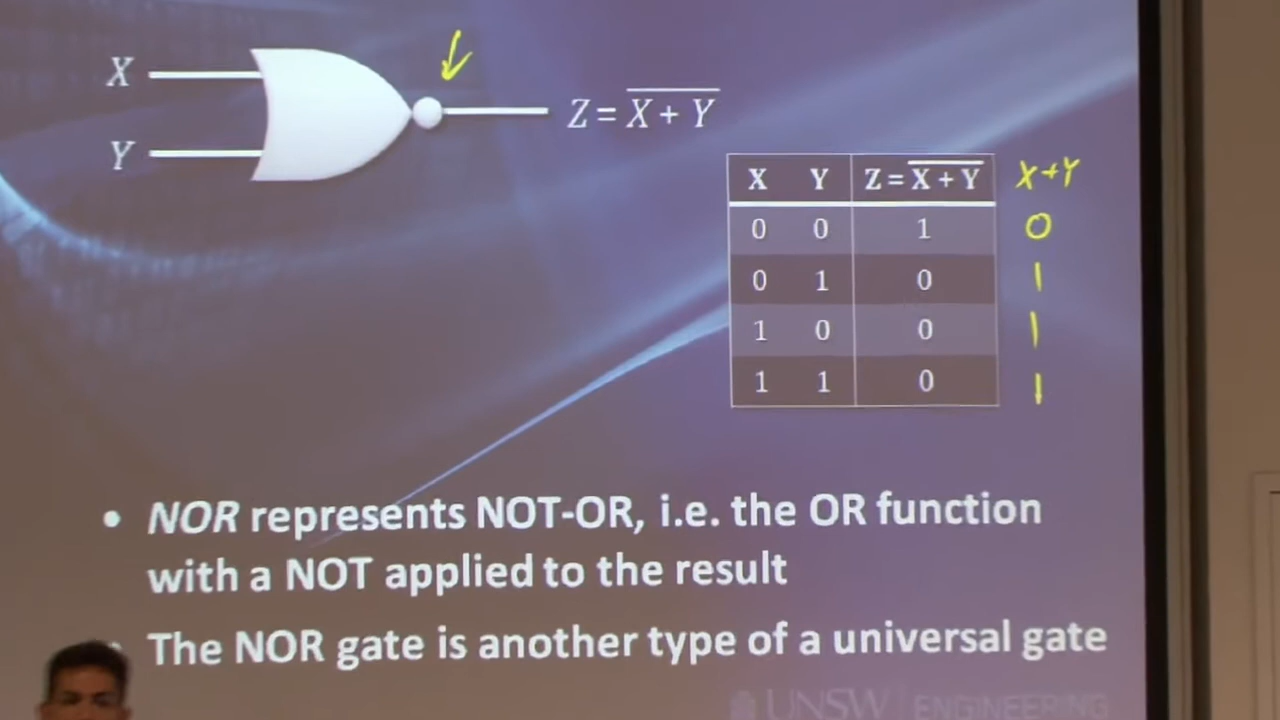 X
Y
Z = \overline{X + Y}
X Y Z = \overline{X + Y} X+Y
0 0 1 0
0 1 0 1
1 0 0 1
1 1 0 1
• NOR represents NOT-OR, i.e. the OR function
with a NOT applied to the result
• The NOR gate is another type of a universal gate
UNSW ENGINEERING